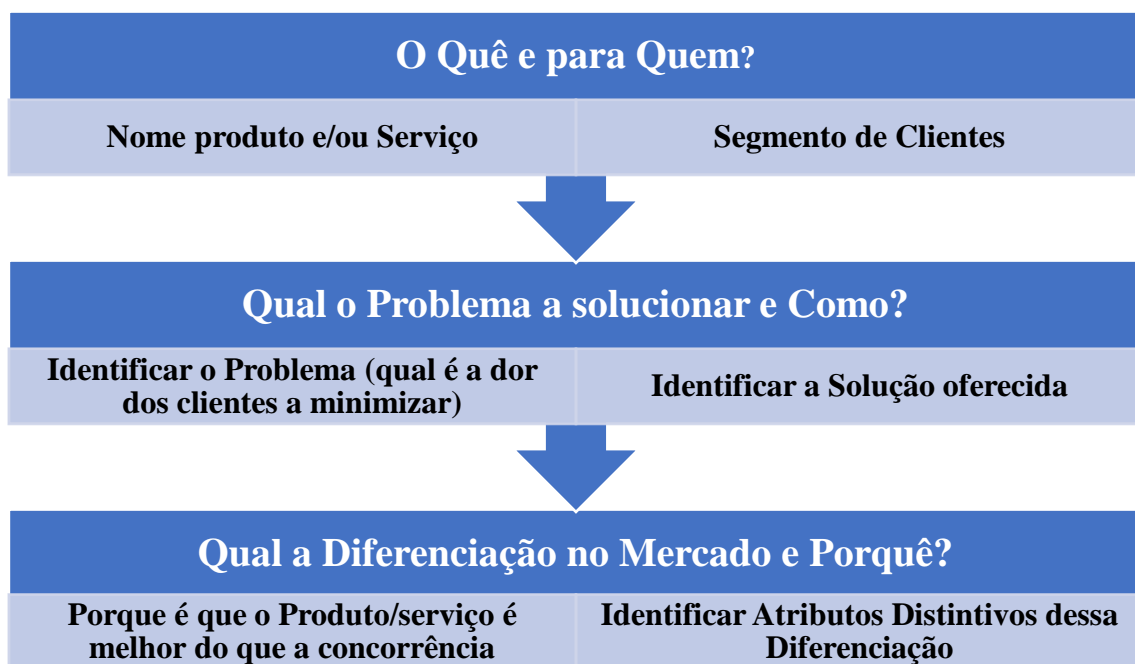 O Quê e para Quem?
Nome produto e/ou Serviço
Segmento de Clientes
Qual o Problema a solucionar e Como?
Identificar o Problema (qual é a dor
dos clientes a minimizar)
Identificar a Solução oferecida
Qual a Diferenciação no Mercado e Porquê?
Porque é que o Produto/serviço é
melhor do que a concorrência
Identificar Atributos Distintivos dessa
Diferenciação